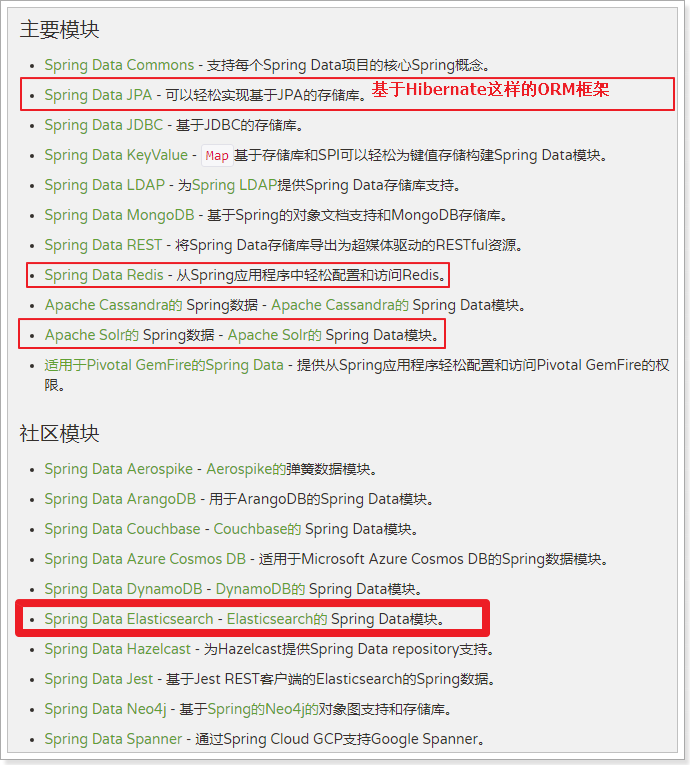 主要模块
Spring Data Commons - 支持每个Spring Data项目的核心Spring概念。
Spring Data JPA - 可以轻松实现基于JPA的存储库。 基于Hibernate这样的ORM框架
Spring Data JDBC - 基于JDBC的存储库。
Spring Data KeyValue - Map 基于存储库和SPI可以轻松为键值存储构建Spring Data模块。
Spring Data LDAP - 为Spring LDAP提供Spring Data存储库支持。
Spring Data MongoDB - 基于Spring的对象文档支持和MongoDB存储库。
Spring Data REST - 将Spring Data存储库导出为超媒体驱动的RESTful资源。
Spring Data Redis - 从Spring应用程序中轻松配置和访问Redis。
Apache Cassandra的 Spring数据 - Apache Cassandra的 Spring Data模块。
Apache Solr的 Spring数据 - Apache Solr的 Spring Data模块。
适用于Pivotal GemFire的Spring Data - 提供从Spring应用程序轻松配置和访问Pivotal GemFire的权
限。
社区模块
Spring Data Aerospike - Aerospike的弹簧数据模块。
Spring Data ArangoDB - 用于ArangoDB的Spring Data模块。
Spring Data Couchbase - Couchbase的 Spring Data模块。
Spring Data Azure Cosmos DB - 适用于Microsoft Azure Cosmos DB的Spring数据模块。
Spring Data DynamoDB - DynamoDB的 Spring Data模块。
Spring Data Elasticsearch - Elasticsearch的 Spring Data模块。
Spring Data Hazelcast - 为Hazelcast提供Spring Data repository支持。
Spring Data Jest - 基于Jest REST客户端的Elasticsearch的Spring数据。
Spring Data Neo4j - 基于Spring的Neo4j的对象图支持和存储库。
Spring Data Spanner - 通过Spring Cloud GCP支持Google Spanner。